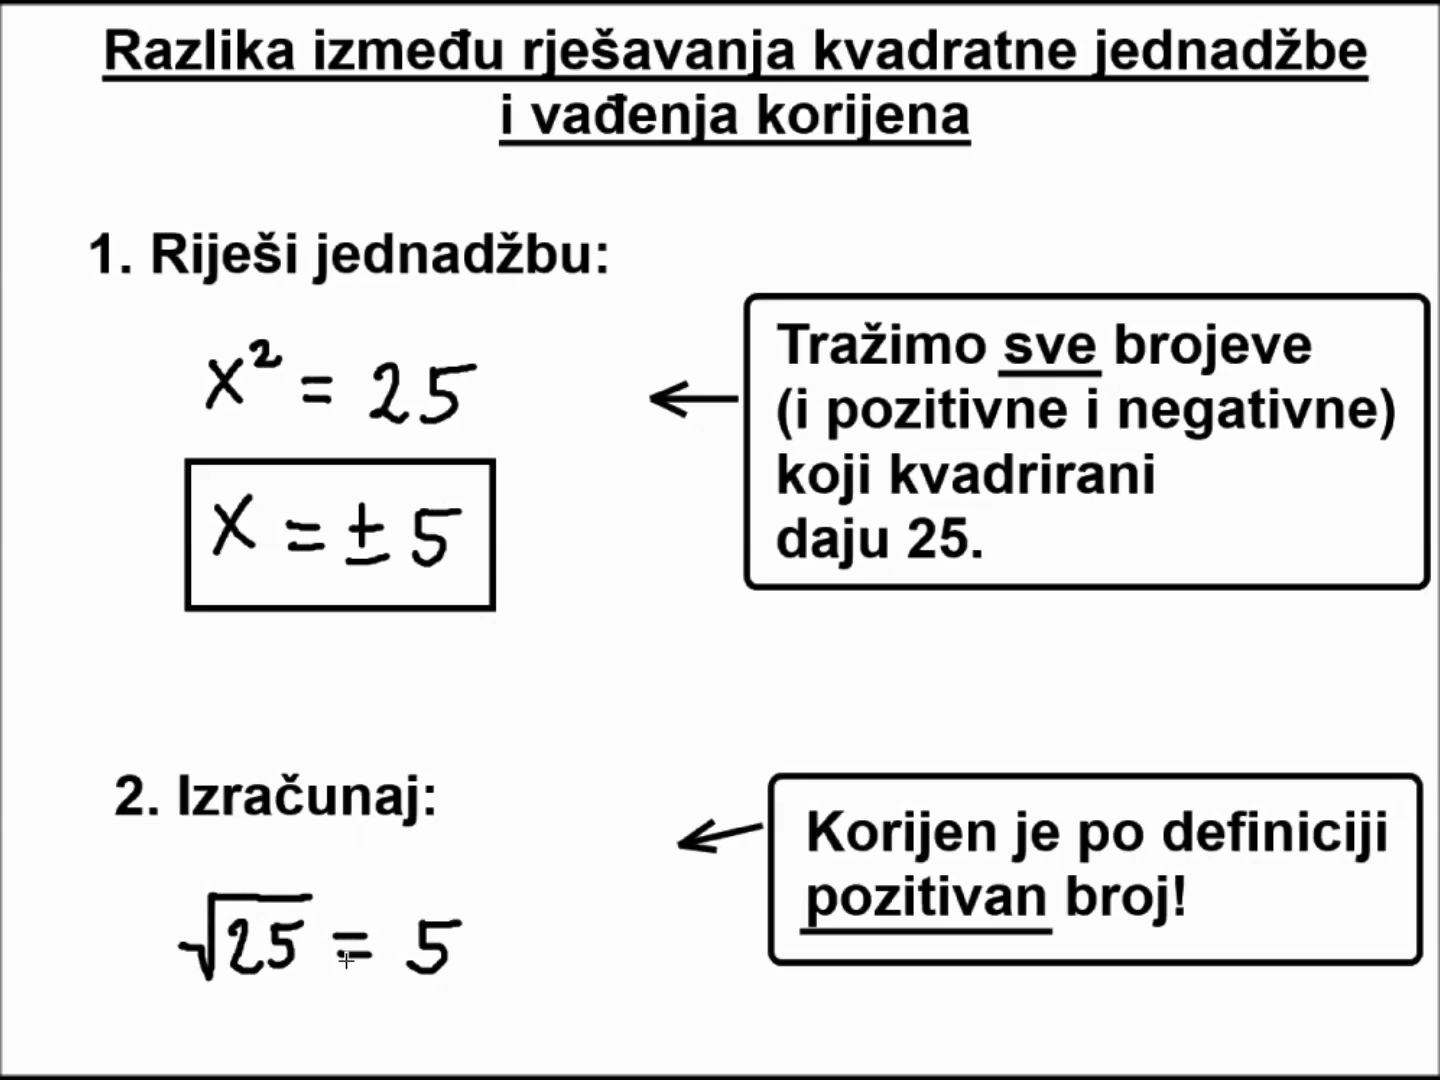 Razlika između rješavanja kvadratne jednadžbe
i vađenja korijena
1. Riješi jednadžbu:
x² = 25
x = ± 5
Tražimo sve brojeve
(i pozitivne i negativne)
koji kvadrirani
daju 25.
2. Izračunaj:
√25 = 5
Korijen je po definiciji
pozitivan broj!